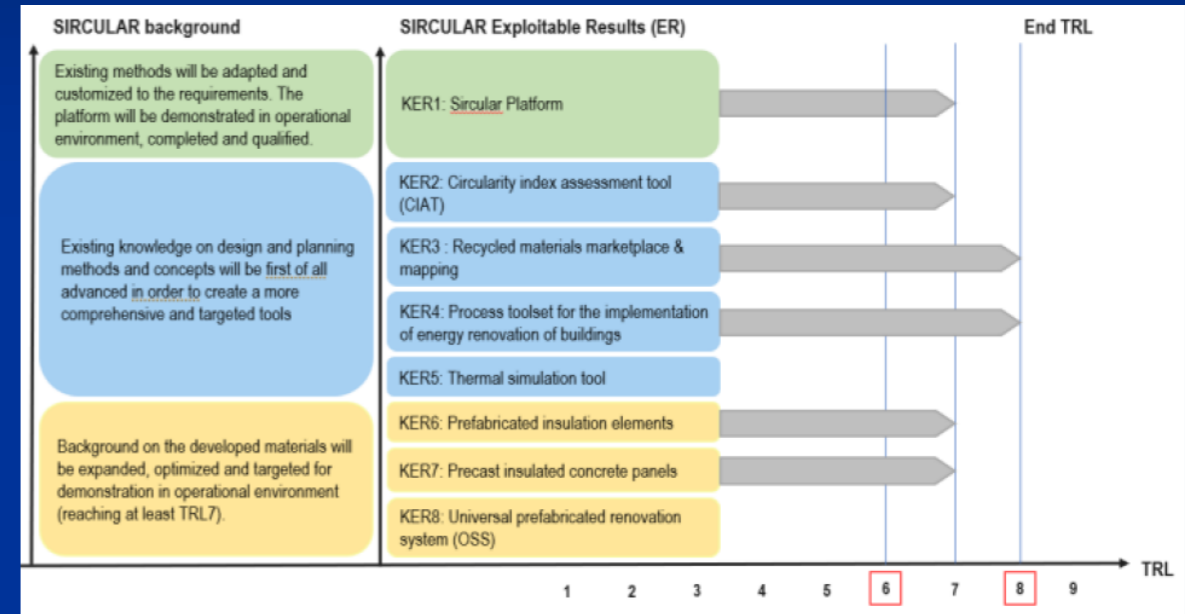 SIRCULAR background
SIRCULAR Exploitable Results (ER)
End TRL
Existing methods will be adapted and
customized to the requirements. The
platform will be demonstrated in operational
environment, completed and qualified.
KER1: Sircular Platform
Existing knowledge on design and planning
methods and concepts will be first of all
advanced in order to create a more
comprehensive and targeted tools
KER2: Circularity index assessment tool
(CIAT)
KER3 : Recycled materials marketplace &
mapping
KER4: Process toolset for the implementation
of energy renovation of buildings
KER5: Thermal simulation tool
Background on the developed materials will
be expanded, optimized and targeted for
demonstration in operational environment
(reaching at least TRL7).
KER6: Prefabricated insulation elements
KER7: Precast insulated concrete panels
KER8: Universal prefabricated renovation
system (OSS)
TRL
1 2 3 4 5 6 7 8 9